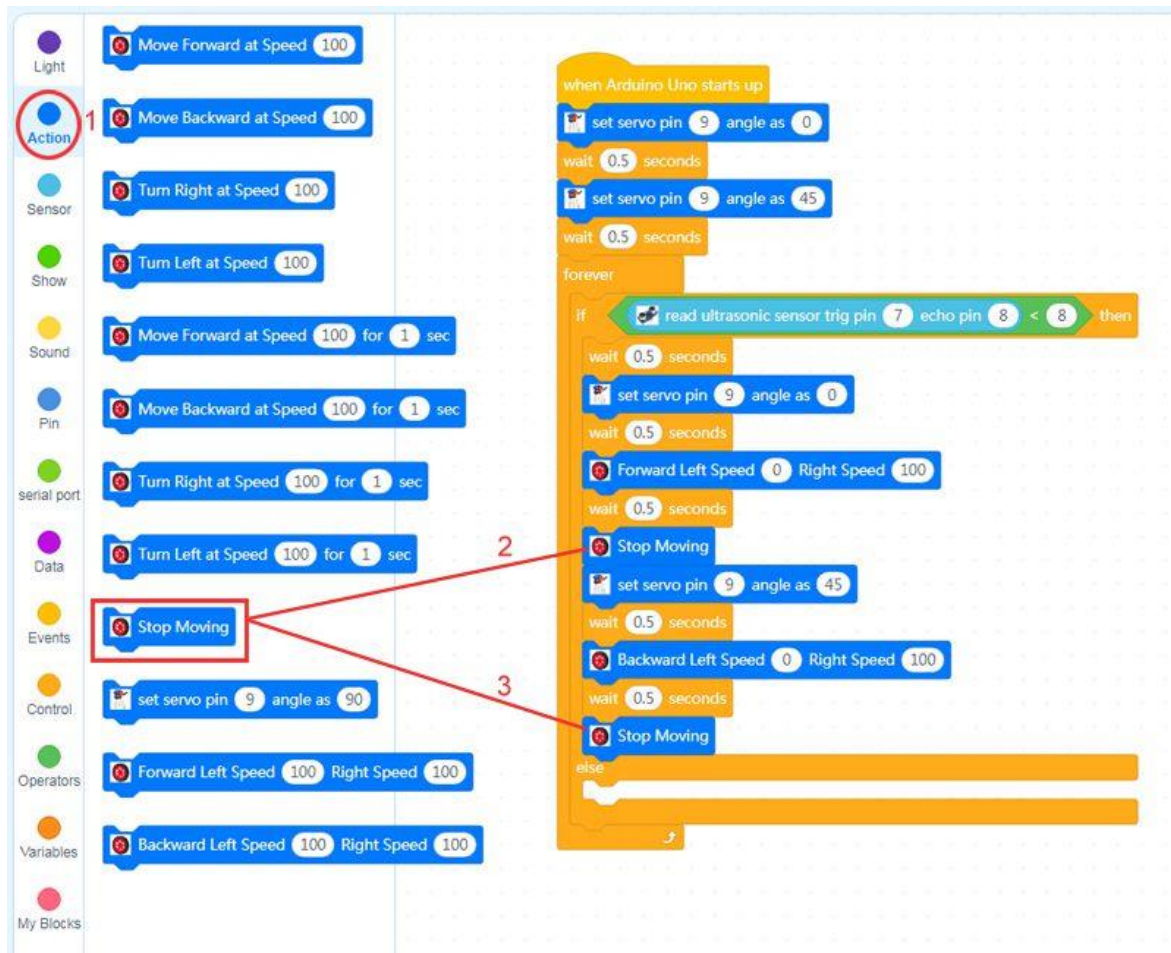 Light
Action
1
Sensor
Show
Sound
Pin
serial port
Data
Events
Control
Operators
Variables
My Blocks
Move Forward at Speed 100
Move Backward at Speed 100
Turn Right at Speed 100
Turn Left at Speed 100
Move Forward at Speed 100 for 1 sec
Move Backward at Speed 100 for 1 sec
Turn Right at Speed 100 for 1 sec
Turn Left at Speed 100 for 1 sec
Stop Moving
set servo pin 9 angle as 90
Forward Left Speed 100 Right Speed 100
Backward Left Speed 100 Right Speed 100
2
3
when Arduino Uno starts up
set servo pin 9 angle as 0
wait 0.5 seconds
set servo pin 9 angle as 45
wait 0.5 seconds
forever
if read ultrasonic sensor trig pin 7 echo pin 8 < 8 then
wait 0.5 seconds
set servo pin 9 angle as 0
wait 0.5 seconds
Forward Left Speed 0 Right Speed 100
wait 0.5 seconds
Stop Moving
set servo pin 9 angle as 45
wait 0.5 seconds
Backward Left Speed 0 Right Speed 100
wait 0.5 seconds
Stop Moving
else